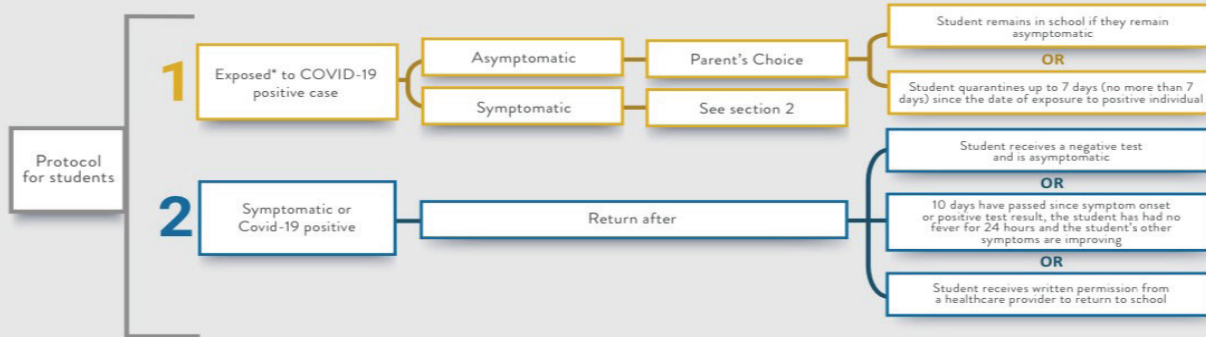 Protocol
for students
1
Exposed* to COVID-19
positive case
Asymptomatic
Parent's Choice
Student remains in school if they remain
asymptomatic
OR
Student quarantines up to 7 days (no more than 7
days) since the date of exposure to positive individual
Symptomatic
See section 2
2
Symptomatic or
Covid-19 positive
Return after
Student receives a negative test
and is asymptomatic
OR
10 days have passed since symptom onset
or positive test result, the student has had no
fever for 24 hours and the student's other
symptoms are improving
OR
Student receives written permission from
a healthcare provider to return to school